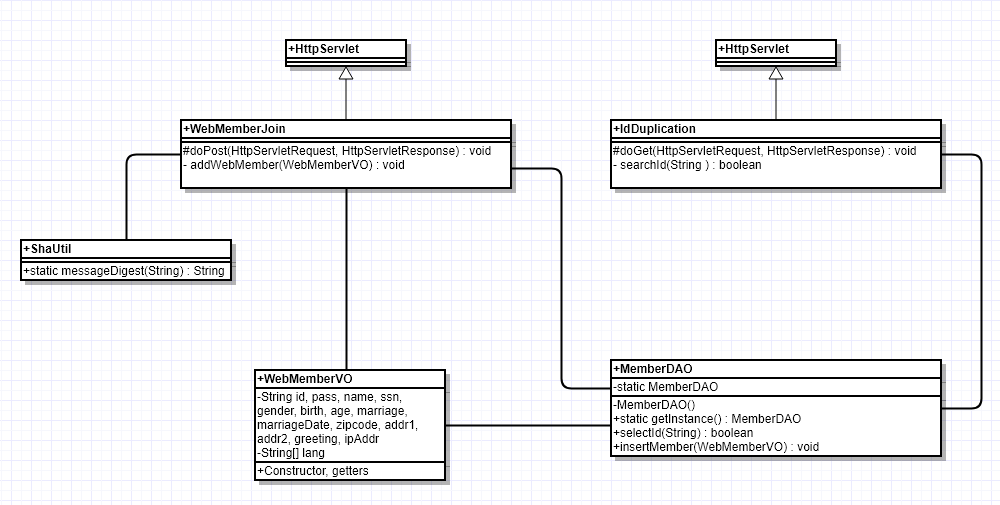 +HttpServlet
+HttpServlet
+WebMemberJoin
#doPost(HttpServletRequest, HttpServletResponse) : void
- addWebMember(WebMemberVO) : void
+IdDuplication
#doGet(HttpServletRequest, HttpServletResponse) : void
- searchId(String ) : boolean
+ShaUtil
+static messageDigest(String) : String
+WebMemberVO
-String id, pass, name, ssn,
gender, birth, age, marriage,
marriageDate, zipcode, addr1,
addr2, greeting, ipAddr
-String[] lang
+Constructor, getters
+MemberDAO
-static MemberDAO
-MemberDAO()
+static getInstance() : MemberDAO
+selectId(String) : boolean
+insertMember(WebMemberVO) : void